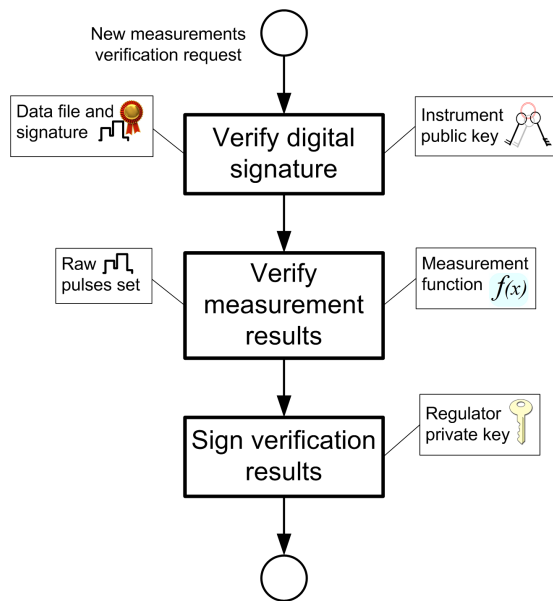 New measurements
verification request
Data file and
signature
Verify digital
signature
Instrument
public key
Raw
pulses set
Verify
measurement
results
Measurement
function f(x)
Sign verification
results
Regulator
private key